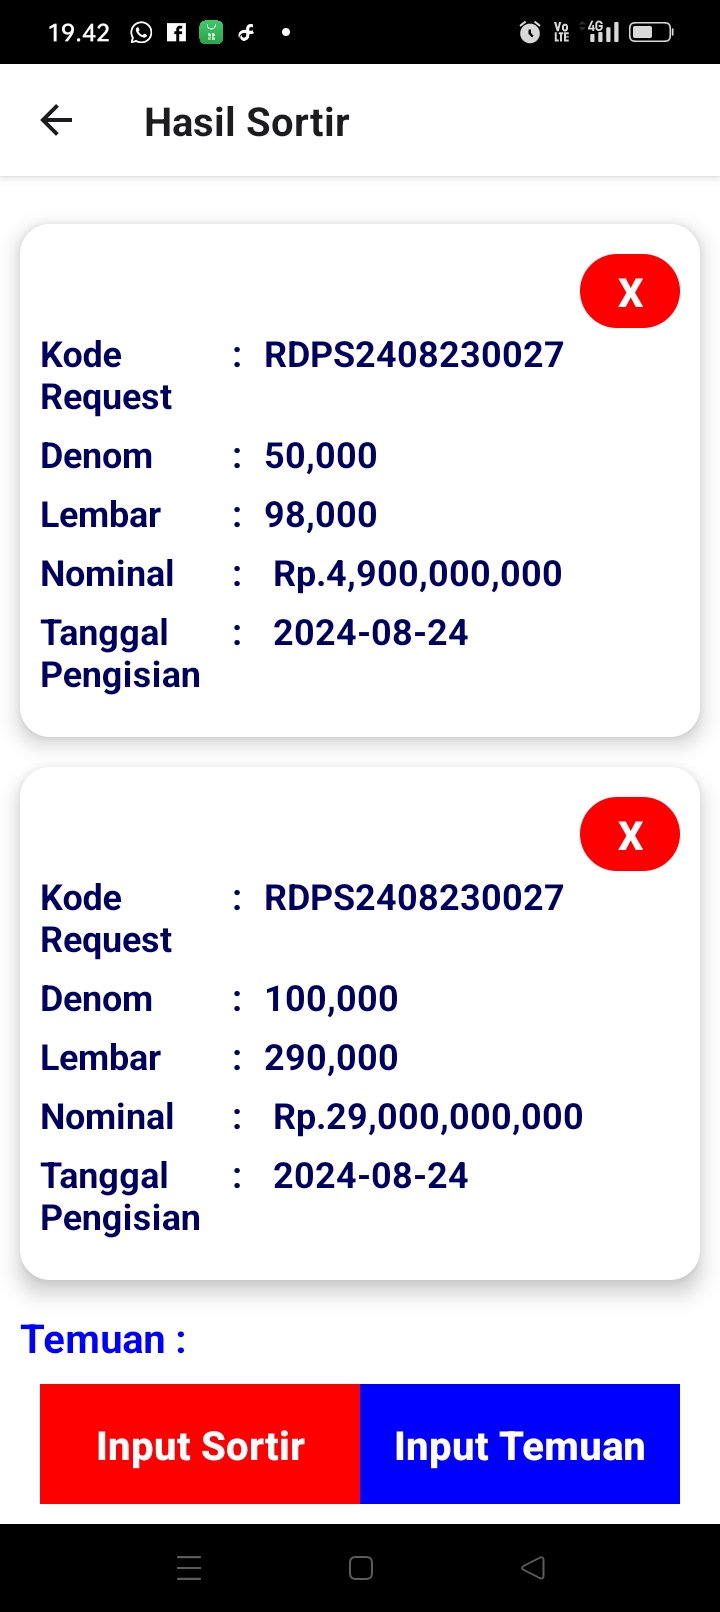 19.42 Vo LTE 4G
Hasil Sortir
X
Kode : RDPS2408230027
Request
Denom : 50,000
Lembar : 98,000
Nominal : Rp.4,900,000,000
Tanggal : 2024-08-24
Pengisian
X
Kode : RDPS2408230027
Request
Denom : 100,000
Lembar : 290,000
Nominal : Rp.29,000,000,000
Tanggal : 2024-08-24
Pengisian
Temuan :
Input Sortir Input Temuan